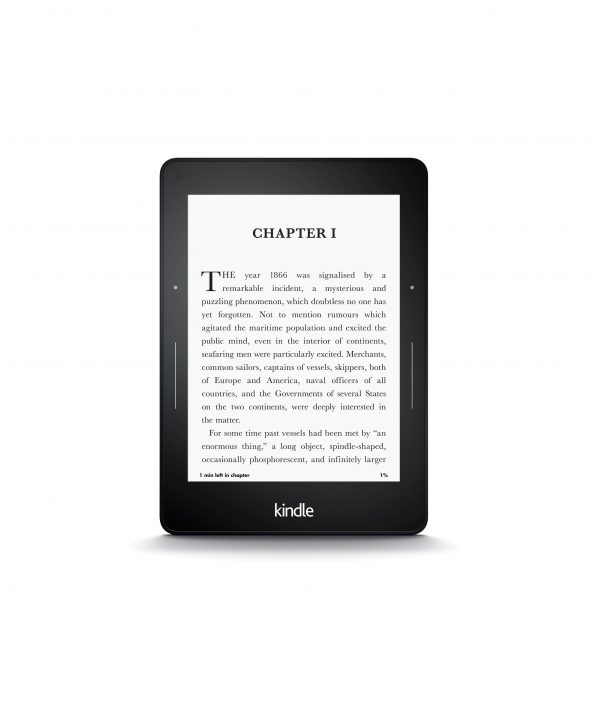 CHAPTER I
THE year 1866 was signalised by a
remarkable incident, a mysterious and
puzzling phenomenon, which doubtless no one has
yet forgotten. Not to mention rumours which
agitated the maritime population and excited the
public mind, even in the interior of continents,
seafaring men were particularly excited. Merchants,
common sailors, captains of vessels, skippers, both
of Europe and America, naval officers of all
countries, and the Governments of several States
on the two continents, were deeply interested in
the matter.
For some time past vessels had been met by “an
enormous thing,” a long object, spindle-shaped,
occasionally phosphorescent, and infinitely larger
1 min left in chapter 1%
kindle